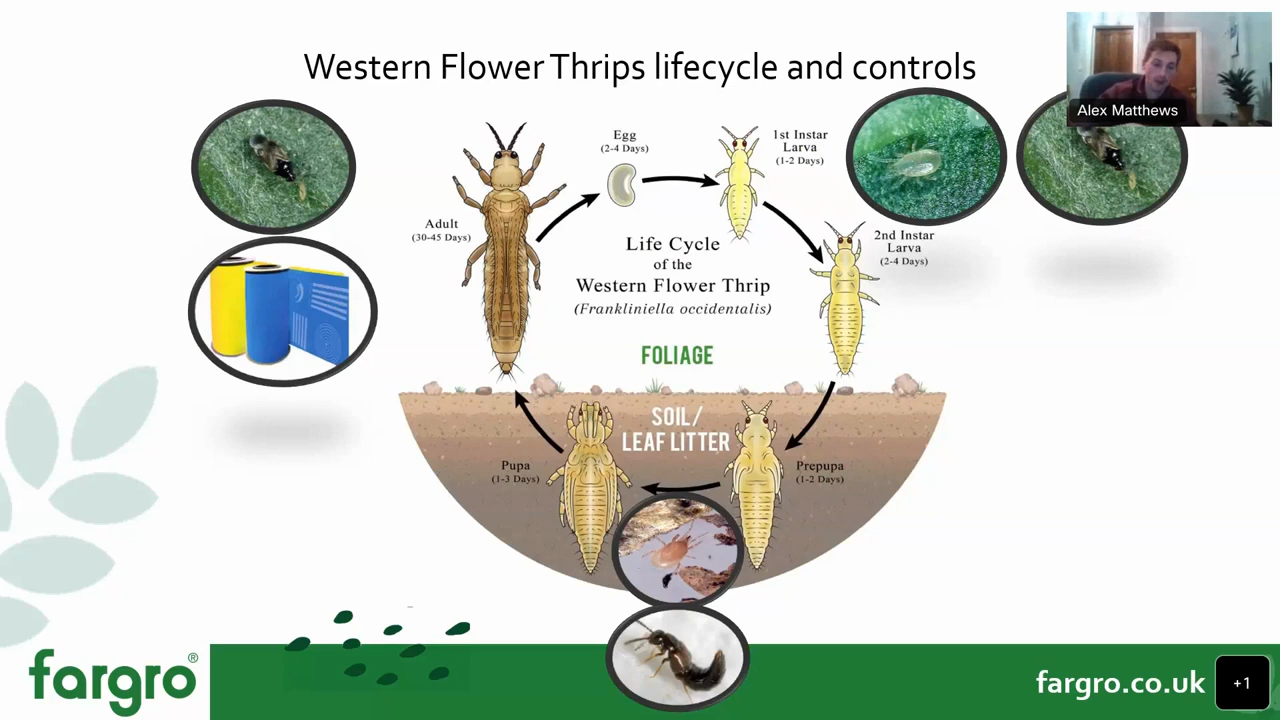 Western Flower Thrips lifecycle and controls
Alex Matthews
Egg
(2-4 Days)
1st Instar
Larva
(1-2 Days)
Adult
(30-45 Days)
2nd Instar
Larva
(2-4 Days)
Life Cycle
of the
Western Flower Thrip
(Frankliniella occidentalis)
FOLIAGE
SOIL/
LEAF LITTER
Pupa
(1-3 Days)
Prepupa
(1-2 Days)
fargro®
fargro.co.uk
+1